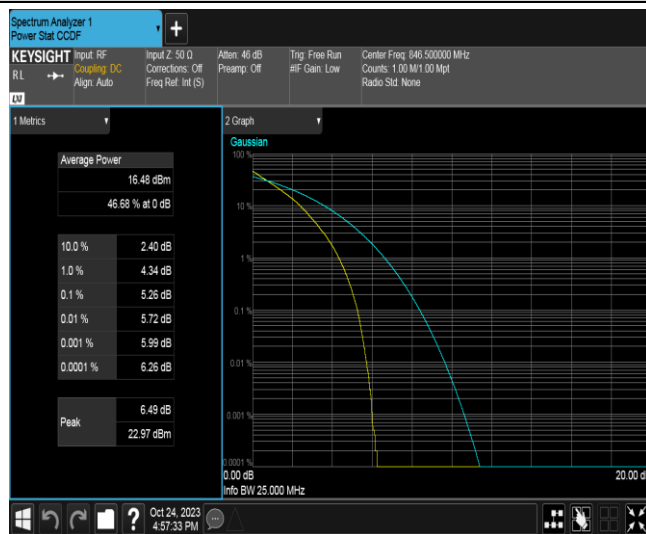 Spectrum Analyzer 1
Power Stat CCDF
KEYSIGHT
RL
Input: RF
Coupling: DC
Align: Auto
Input Z: 50 Ω
Corrections: Off
Freq Ref: Int (S)
Atten: 46 dB
Preamp: Off
Trig: Free Run
#IF Gain: Low
Center Freq: 846.500000 MHz
Counts: 1.00 M/1.00 Mpt
Radio Std: None
LXI
1 Metrics
Average Power
16.48 dBm
46.68 % at 0 dB
10.0 % 2.40 dB
1.0 % 4.34 dB
0.1 % 5.26 dB
0.01 % 5.72 dB
0.001 % 5.99 dB
0.0001 % 6.26 dB
Peak
6.49 dB
22.97 dBm
2 Graph
Gaussian
100 %
10 %
1 %
0.1 %
0.01 %
0.001 %
0.0001 %
0.00 dB
20.00 d
Info BW 25.000 MHz
?
Oct 24, 2023
4:57:33 PM